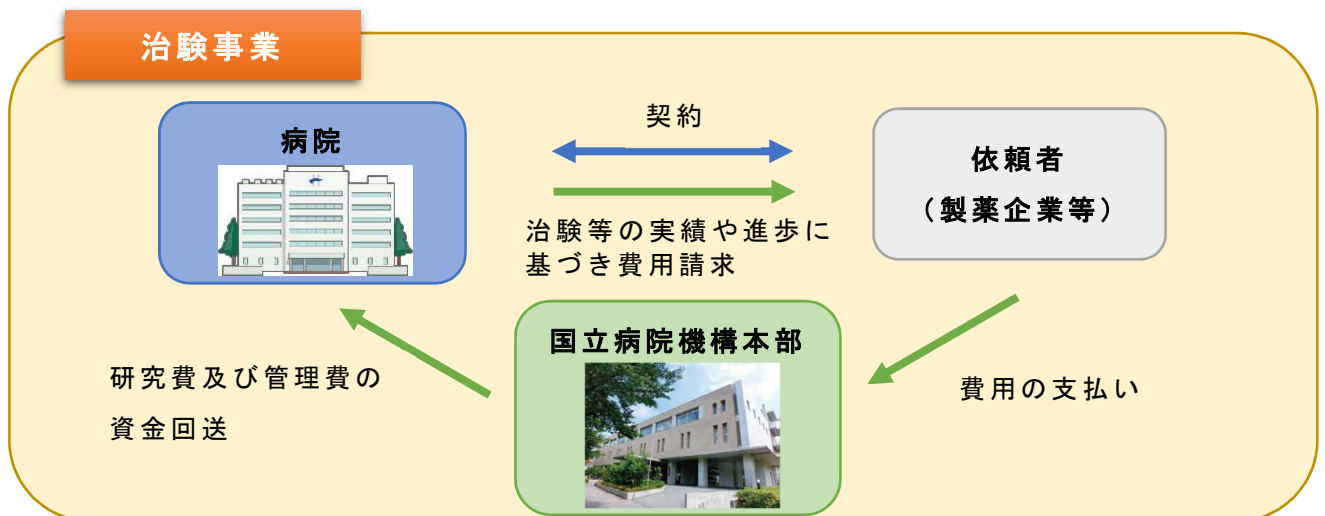 治験事業
病院
契約
依頼者
（製薬企業等）
治験等の実績や進歩に
基づき費用請求
国立病院機構本部
研究費及び管理費の
資金回送
費用の支払い